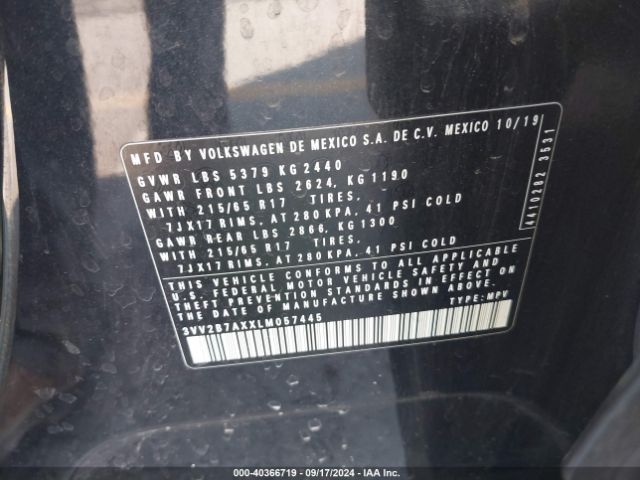 MFD BY VOLKSWAGEN DE MEXICO S.A. DE C.V. MEXICO 10/19
GVWR LBS 5379 KG 2440
GAWR FRONT LBS 2624, KG 1190
WITH 215/65 R17 TIRES,
7JX17 RIMS, AT 280 KPA, 41 PSI COLD
GAWR REAR LBS 2866, KG 1300
WITH 215/65 R17 TIRES,
7JX17 RIMS, AT 280 KPA, 41 PSI COLD
THIS VEHICLE CONFORMS TO ALL APPLICABLE
U.S. FEDERAL MOTOR VEHICLE SAFETY AND
THEFT PREVENTION STANDARDS IN EFFECT ON
THE DATE OF MANUFACTURE SHOWN ABOVE.
3VV2B7AXXLM057445 TYPE: MPV
4410282 3531
000-40366719 - 09/17/2024 - IAA Inc.